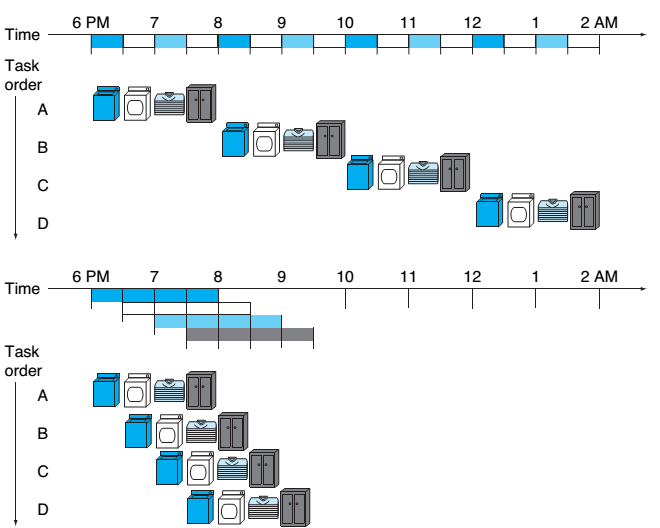 6 PM 7 8 9 10 11 12 1 2 AM
Time
Task
order
A
B
C
D
6 PM 7 8 9 10 11 12 1 2 AM
Time
Task
order
A
B
C
D